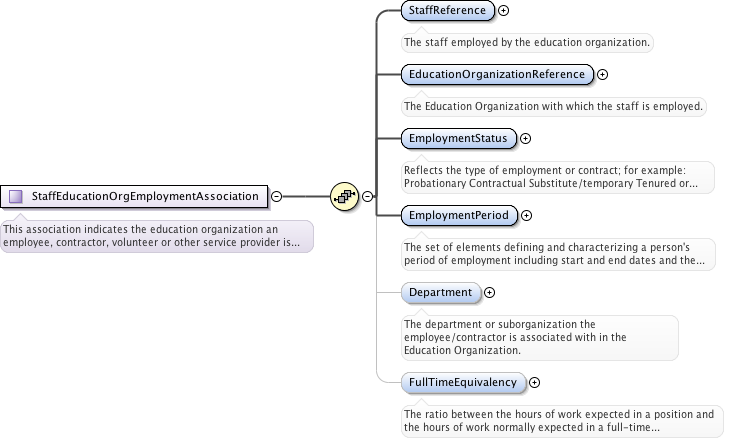 StaffReference
The staff employed by the education organization.
EducationOrganizationReference
The Education Organization with which the staff is employed.
EmploymentStatus
Reflects the type of employment or contract; for example:
Probationary Contractual Substitute/temporary Tenured or...
StaffEducationOrgEmploymentAssociation
This association indicates the education organization an
employee, contractor, volunteer or other service provider is...
EmploymentPeriod
The set of elements defining and characterizing a person's
period of employment including start and end dates and the...
Department
The department or suborganization the
employee/contractor is associated with in the
Education Organization.
FullTimeEquivalency
The ratio between the hours of work expected in a position and
the hours of work normally expected in a full-time...